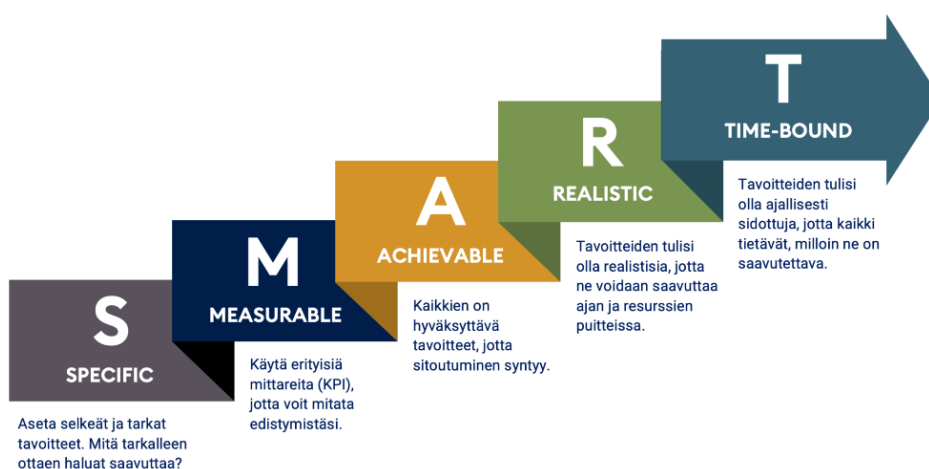 S
SPECIFIC
Aseta selkeät ja tarkat
tavoitteet. Mitä tarkalleen
ottaen haluat saavuttaa?
M
MEASURABLE
Käytä erityisiä
mittareita (KPI),
jotta voit mitata
edistymistäsi.
A
ACHIEVABLE
Kaikkien on
hyväksyttävä
tavoitteet, jotta
sitoutuminen syntyy.
R
REALISTIC
Tavoitteiden tulisi
olla realistisia, jotta
ne voidaan saavuttaa
ajan ja resurssien
puitteissa.
T
TIME-BOUND
Tavoitteiden tulisi
olla ajallisesti
sidottuja, jotta kaikki
tietävät, milloin ne on
saavutettava.